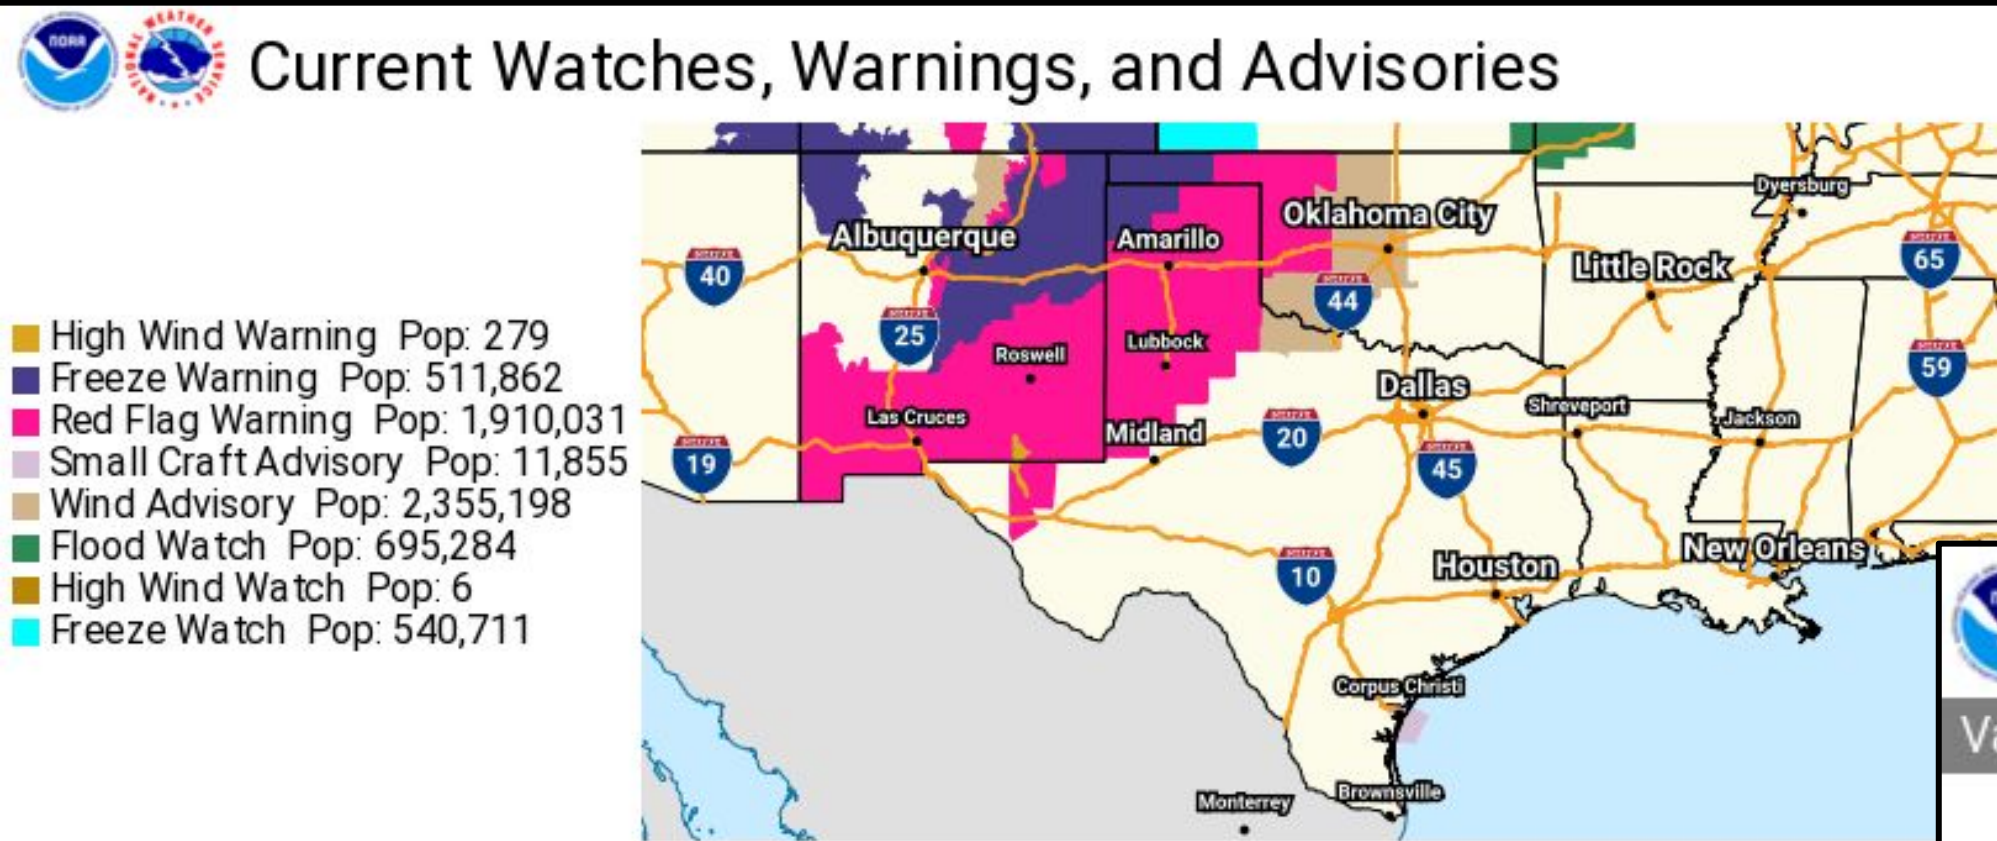 NOAA
NATIONAL WEATHER SERVICE
Current Watches, Warnings, and Advisories
High Wind Warning Pop: 279
Freeze Warning Pop: 511,862
Red Flag Warning Pop: 1,910,031
Small Craft Advisory Pop: 11,855
Wind Advisory Pop: 2,355,198
Flood Watch Pop: 695,284
High Wind Watch Pop: 6
Freeze Watch Pop: 540,711
Dyersburg
Oklahoma City
Albuquerque
Amarillo
40
Little Rock
65
44
25
Roswell
Lubbock
59
Dallas
Las Cruces
Shreveport
Jackson
Midland
20
19
45
New Orleans
Houston
10
Corpus Christi
Monterrey
Brownsville